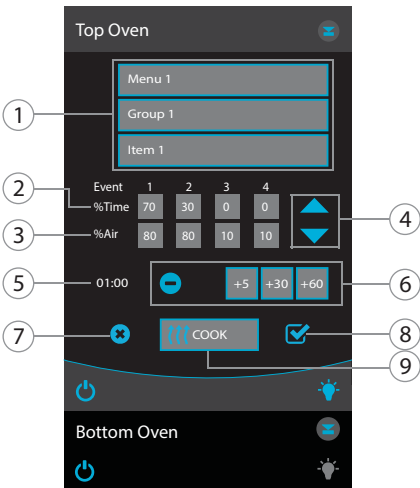 Top Oven
Menu 1
1
Group 1
Item 1
Event 1 2 3 4
2
%Time 70 30 0 0
3
%Air 80 80 10 10
4
5
01:00
+5 +30 +60
6
7
COOK
8
9
Bottom Oven